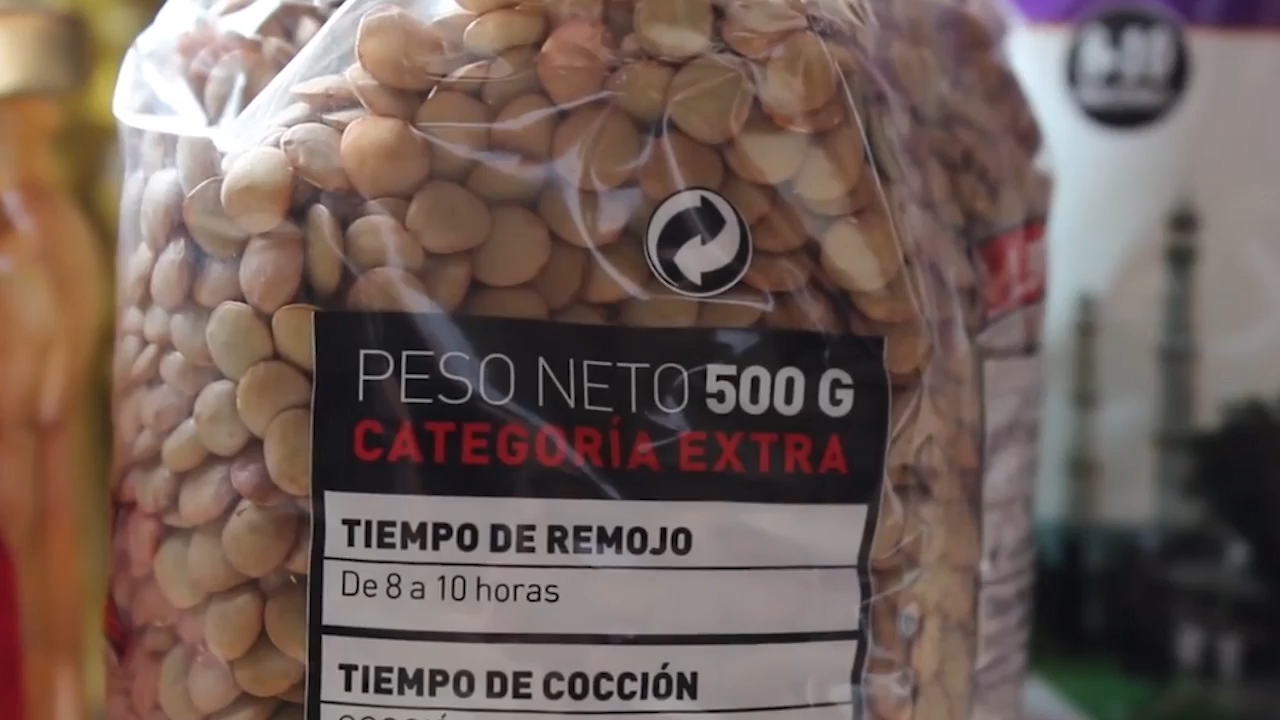 PESO NETO 500 G
CATEGORÍA EXTRA
TIEMPO DE REMOJO
De 8 a 10 horas
TIEMPO DE COCCIÓN